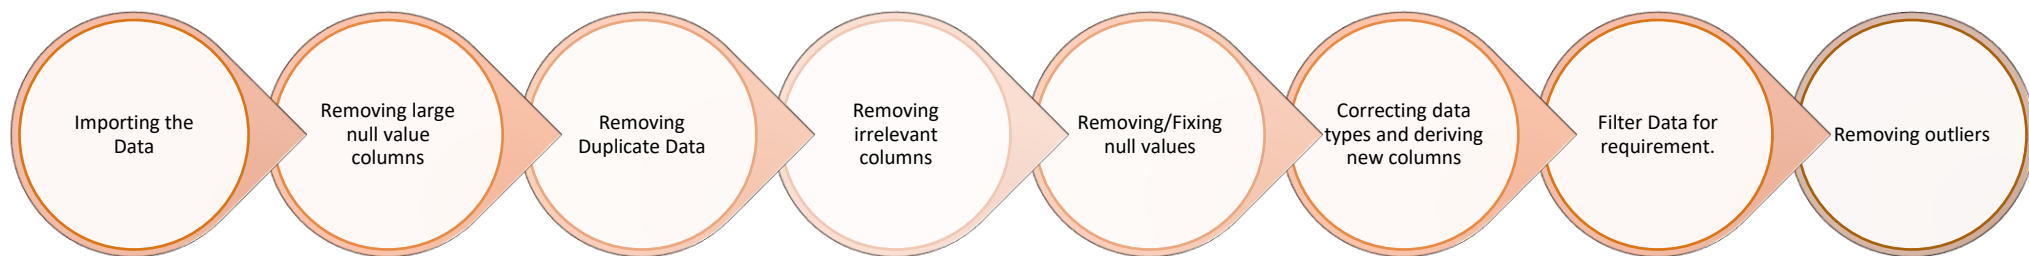 Importing the
Data
Removing large
null value
columns
Removing
Duplicate Data
Removing
irrelevant
columns
Removing/Fixing
null values
Correcting data
types and deriving
new columns
Filter Data for
requirement.
Removing outliers